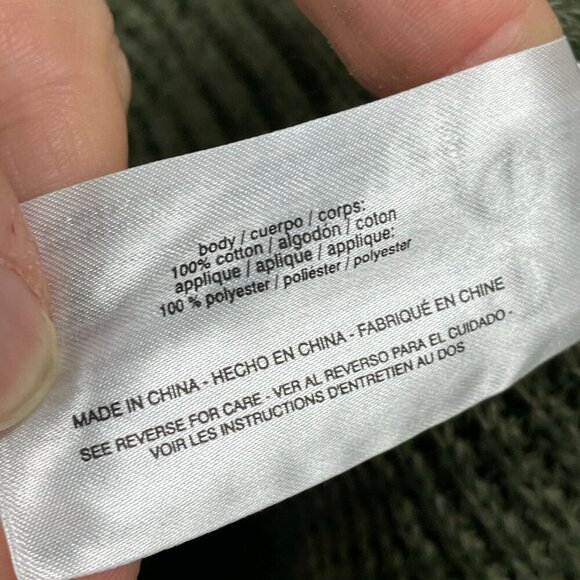 body / cuerpo / corps:
100% cotton / algodón / coton
applique / aplique / applique:
100 % polyester / poliéster / polyester
MADE IN CHINA - HECHO EN CHINA - FABRIQUÉ EN CHINE
SEE REVERSE FOR CARE - VER AL REVERSO PARA EL CUIDADO -
VOIR LES INSTRUCTIONS D'ENTRETIEN AU DOS